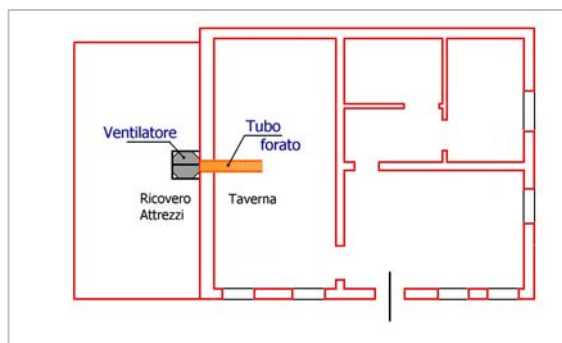 Ventilatore
Tubo
forato
Ricovero
Attrezzi
Taverna